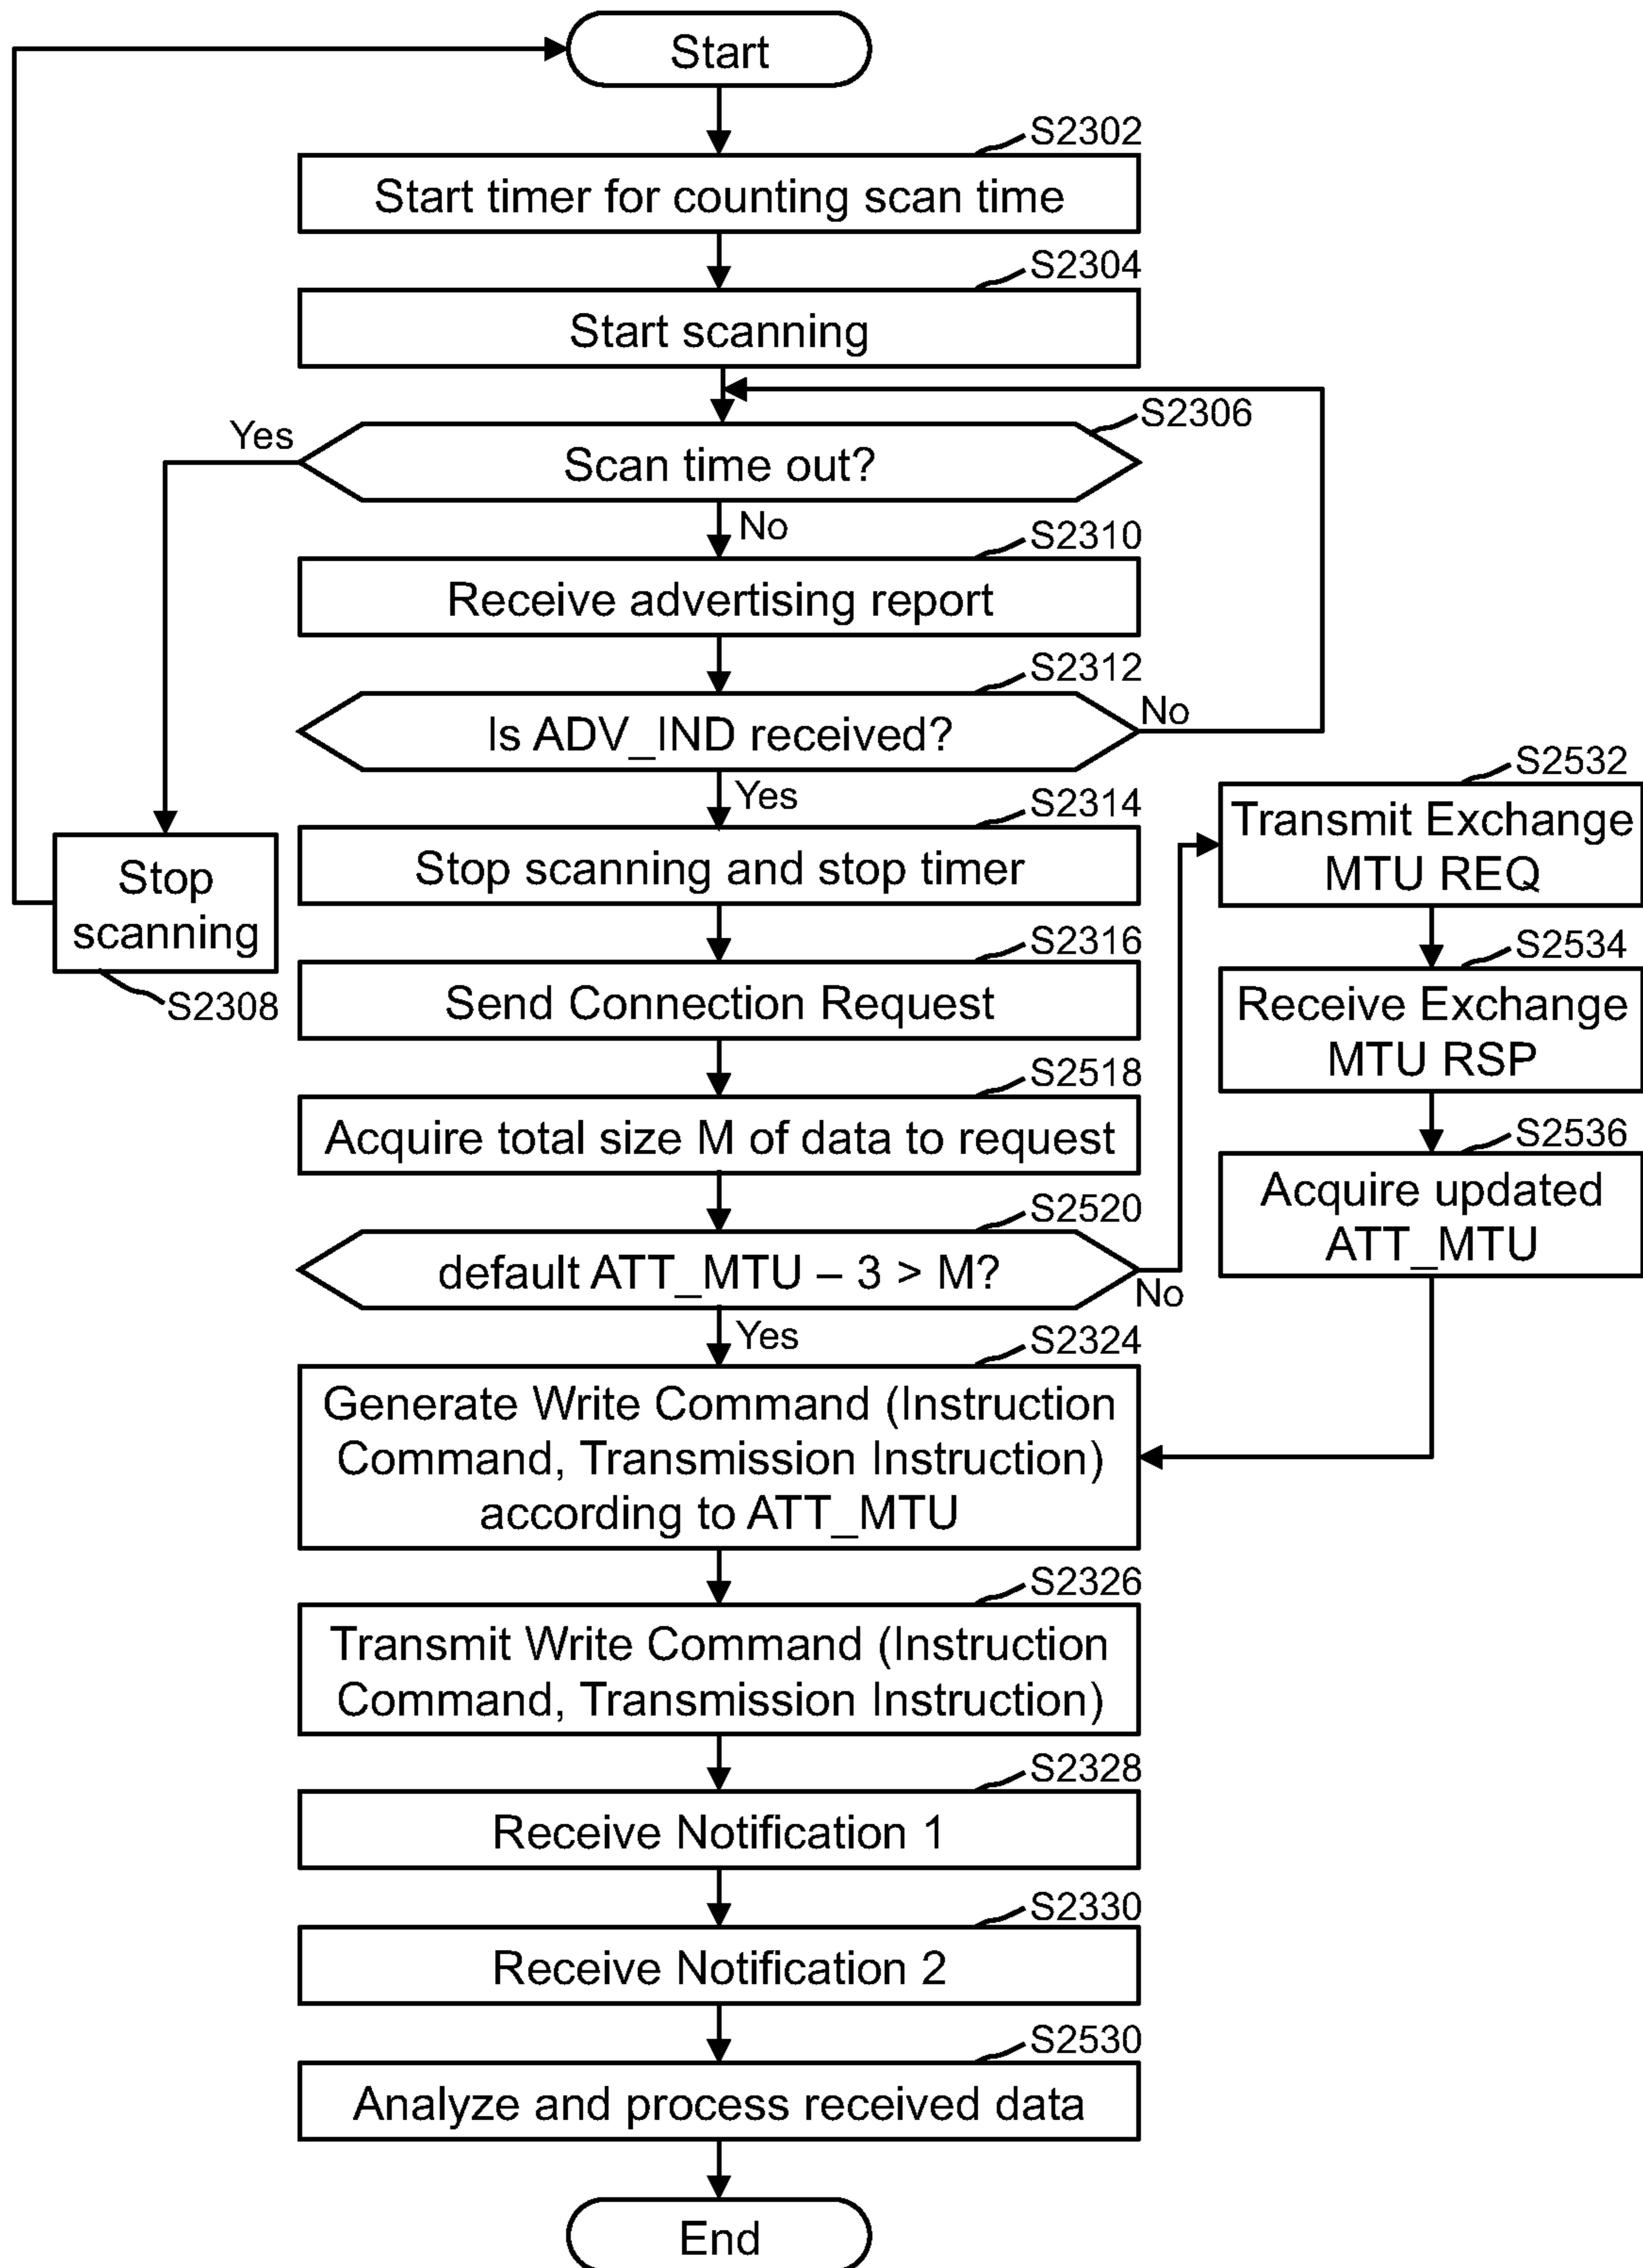 Start
S2302
Start timer for counting scan time
S2304
Start scanning
S2306
Yes
Scan time out?
No
S2310
Receive advertising report
S2312
Is ADV_IND received?
No
Yes
S2314
Stop scanning and stop timer
Stop
scanning
S2308
S2316
Send Connection Request
S2518
Acquire total size M of data to request
S2520
default ATT_MTU – 3 > M?
No
Yes
S2532
Transmit Exchange
MTU REQ
S2534
Receive Exchange
MTU RSP
S2536
Acquire updated
ATT_MTU
S2324
Generate Write Command (Instruction
Command, Transmission Instruction)
according to ATT_MTU
S2326
Transmit Write Command (Instruction
Command, Transmission Instruction)
S2328
Receive Notification 1
S2330
Receive Notification 2
S2530
Analyze and process received data
End